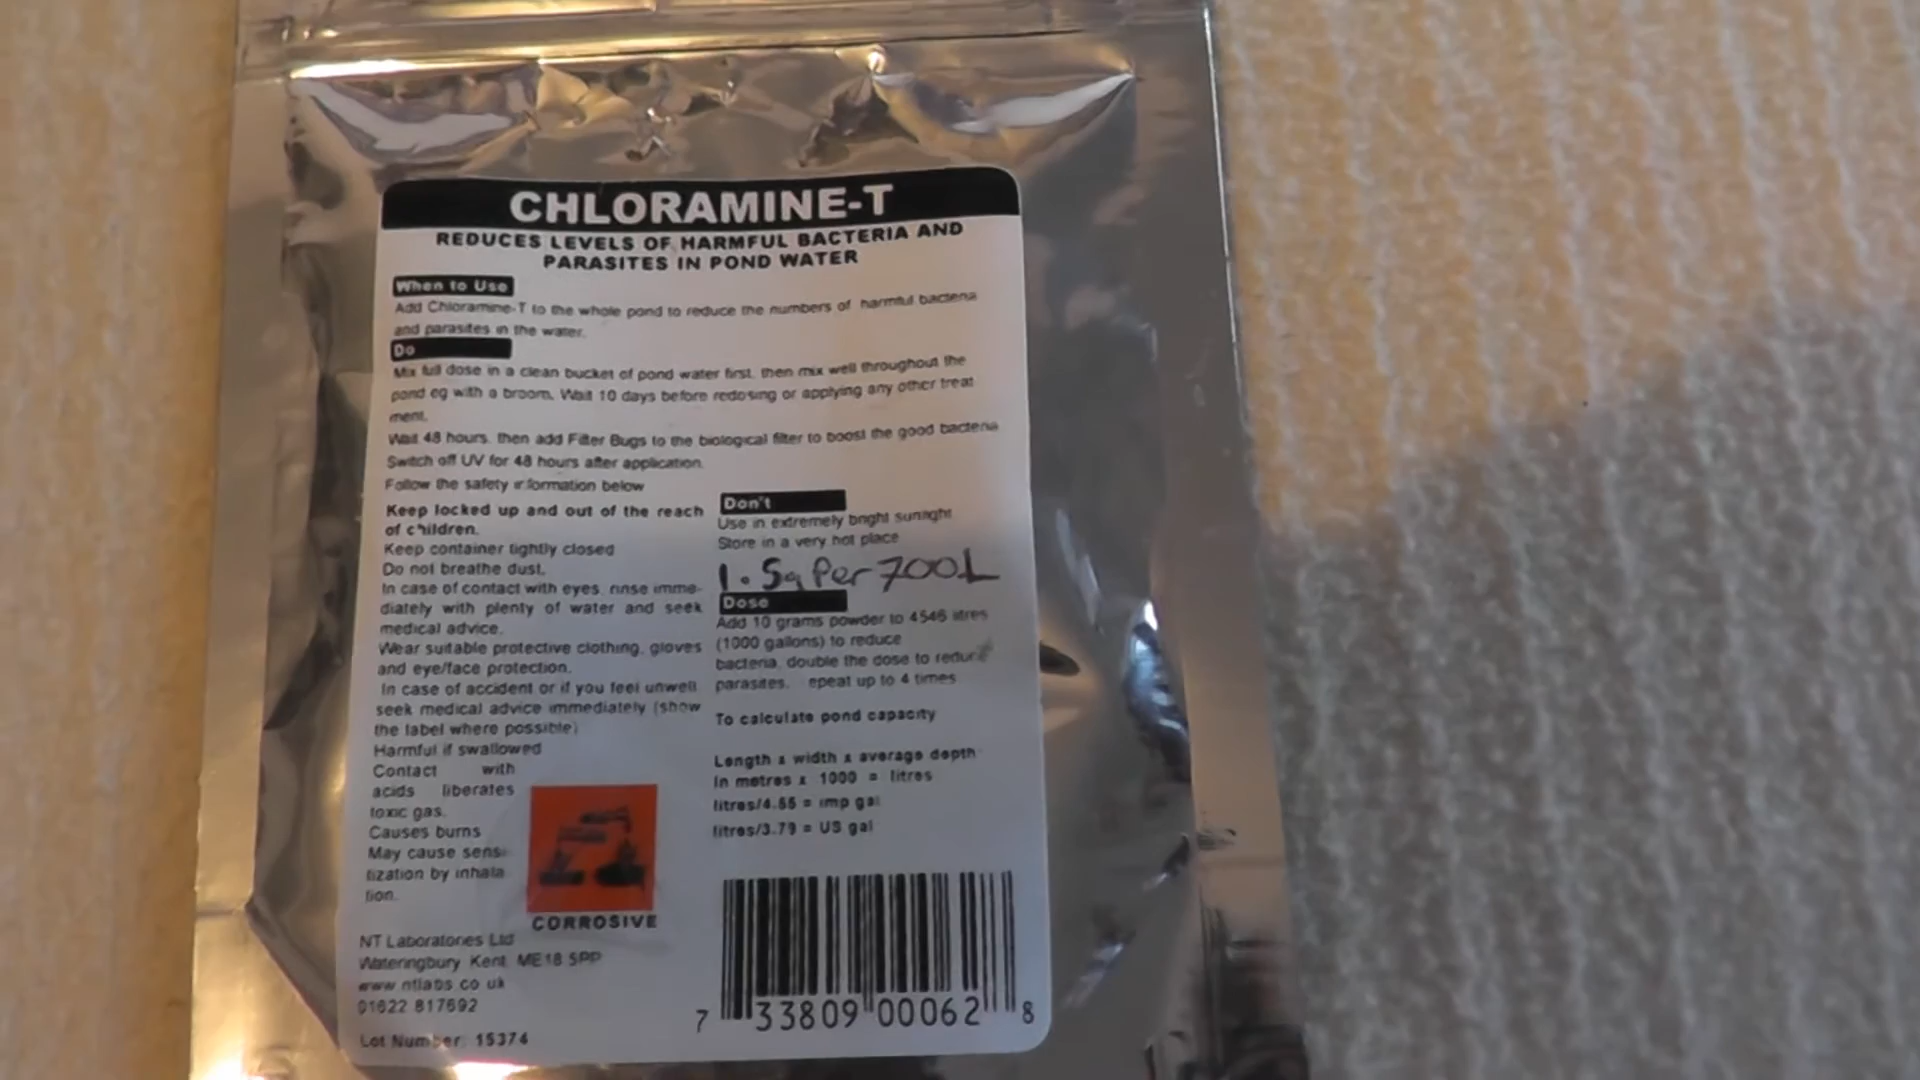 CHLORAMINE-T
REDUCES LEVELS OF HARMFUL BACTERIA AND
PARASITES IN POND WATER
When to Use
Add Chloramine-T to the whole pond to reduce the numbers of harmful bacteria
and parasites in the water.
Do
Mix full dose in a clean bucket of pond water first, then mix well throughout the
pond eg with a broom. Wait 10 days before redosing or applying any other treat
ment.
Wait 48 hours, then add Filter Bugs to the biological filter to boost the good bacteria
Switch off UV for 48 hours after application.
Follow the safety information below
Keep locked up and out of the reach
of children.
Keep container tightly closed
Do not breathe dust.
In case of contact with eyes, rinse imme-
diately with plenty of water and seek
medical advice.
Wear suitable protective clothing, gloves
and eye/face protection.
In case of accident or if you feel unwell
seek medical advice immediately (show
the label where possible)
Harmful if swallowed
Contact with
acids liberates
toxic gas.
Causes burns
May cause sensi
tization by inhala
tion.
CORROSIVE
NT Laboratories Ltd
Wateringbury Kent ME18 5PP
www.ntlabs.co.uk
01622 817692
Lot Number: 15374
Don't
Use in extremely bright sunlight
Store in a very hot place
1.5g Per 700L
Dose
Add 10 grams powder to 4546 litres
(1000 gallons) to reduce
bacteria, double the dose to reduce
parasites. epeat up to 4 times
To calculate pond capacity
Length x width x average depth
in metres x 1000 = litres
litres/4.55 = imp gal
litres/3.79 = US gal
7 33809 00062 8